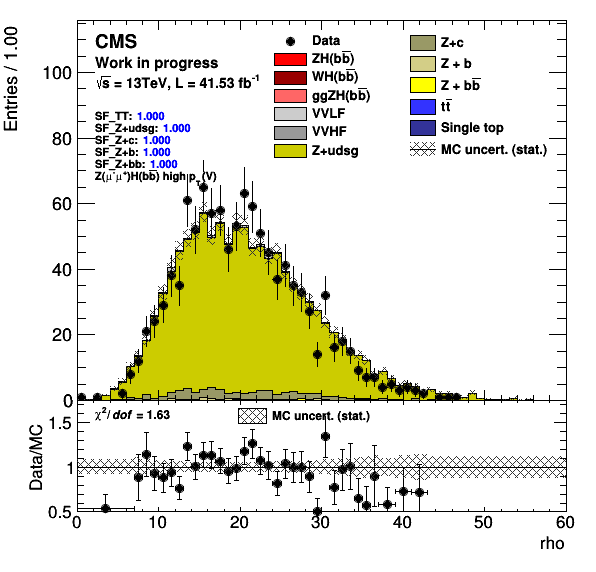 CMS
Work in progress
√s = 13TeV, L = 41.53 fb⁻¹
SF_TT: 1.000
SF_Z+udsg: 1.000
SF_Z+c: 1.000
SF_Z+b: 1.000
SF_Z+bb: 1.000
Z(μ⁻μ⁺)H(bb̅) high p_T(V)
Data
ZH(bb̅)
WH(bb̅)
ggZH(bb̅)
VVLF
VVHF
Z+udsg
Z+c
Z + b
Z + bb̅
tt̅
Single top
MC uncert. (stat.)
Entries / 1.00
100
80
60
40
20
0
χ²/dof = 1.63
MC uncert. (stat.)
Data/MC
1.5
1
0.5
0 10 20 30 40 50 60
rho